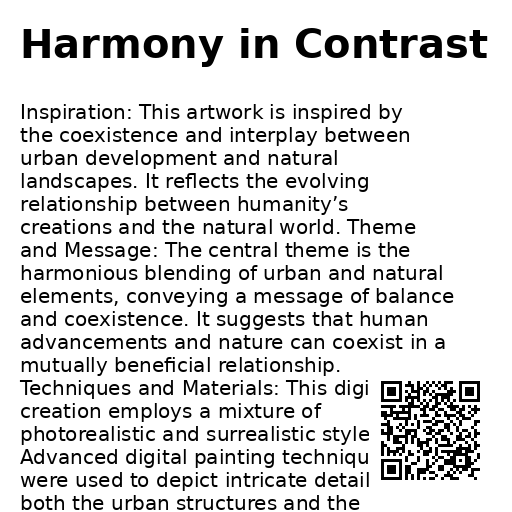 Harmony in Contrast
Inspiration: This artwork is inspired by
the coexistence and interplay between
urban development and natural
landscapes. It reflects the evolving
relationship between humanity’s
creations and the natural world. Theme
and Message: The central theme is the
harmonious blending of urban and natural
elements, conveying a message of balance
and coexistence. It suggests that human
advancements and nature can coexist in a
mutually beneficial relationship.
Techniques and Materials: This digi
creation employs a mixture of
photorealistic and surrealistic style
Advanced digital painting techniqu
were used to depict intricate detail
both the urban structures and the